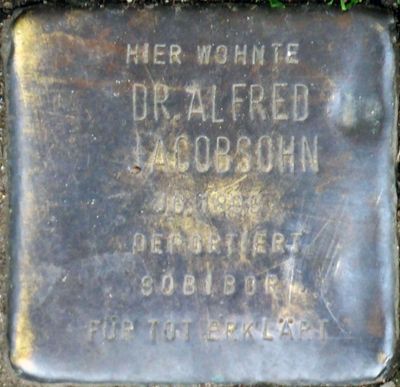 HIER WOHNTE
DR. ALFRED
JACOBSOHN
JG.
DEPORTIERT
SOBIBOR
FÜR TOT ERKLÄRT